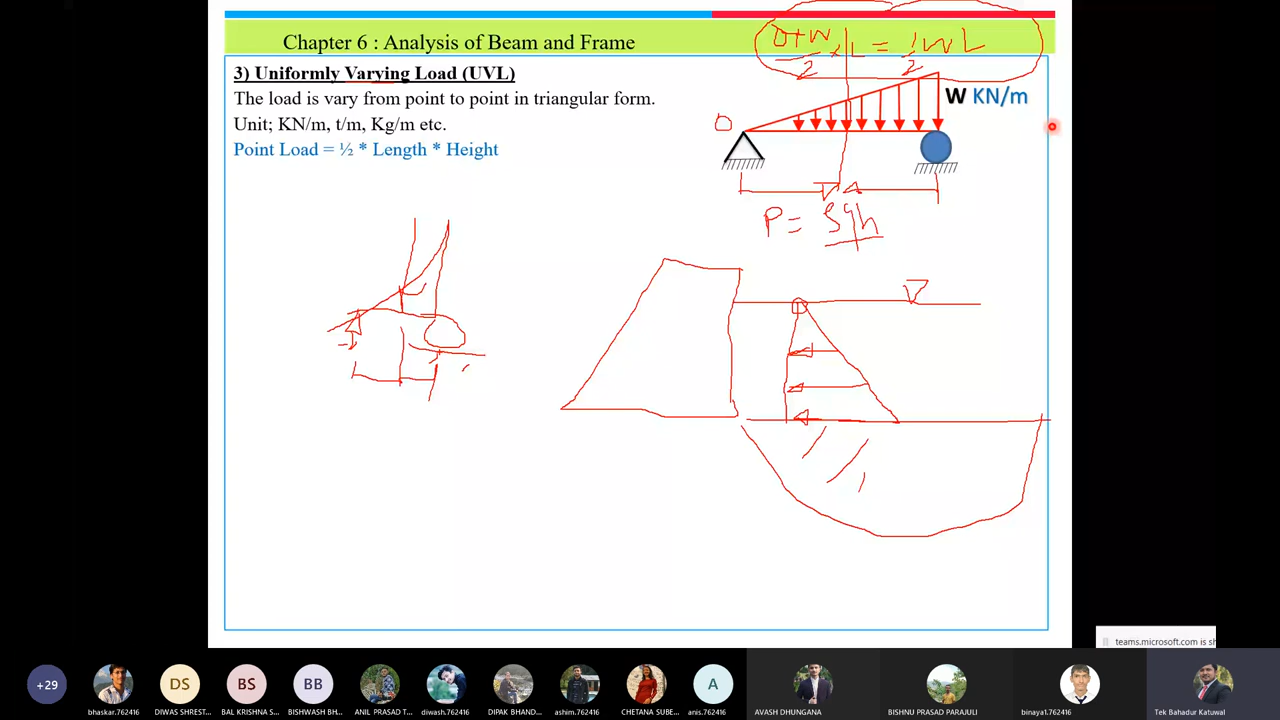 Chapter 6 : Analysis of Beam and Frame
0+W/2 × L = 1/2 WL
3) Uniformly Varying Load (UVL)
The load is vary from point to point in triangular form.
Unit; KN/m, t/m, Kg/m etc.
Point Load = ½ * Length * Height
W KN/m
0
P = ρgh
teams.microsoft.com is sh
+29
DS
BS
BB
A
bhaskar.762416
DIWAS SHREST...
BAL KRISHNA S...
BISHWASH BH...
ANIL PRASAD T...
diwash.762416
DIPAK BHAND...
ashim.762416
CHETANA SUBE...
anis.762416
AVASH DHUNGANA
BISHNU PRASAD PARAJULI
binaya1.762416
Tek Bahadur Katuwal